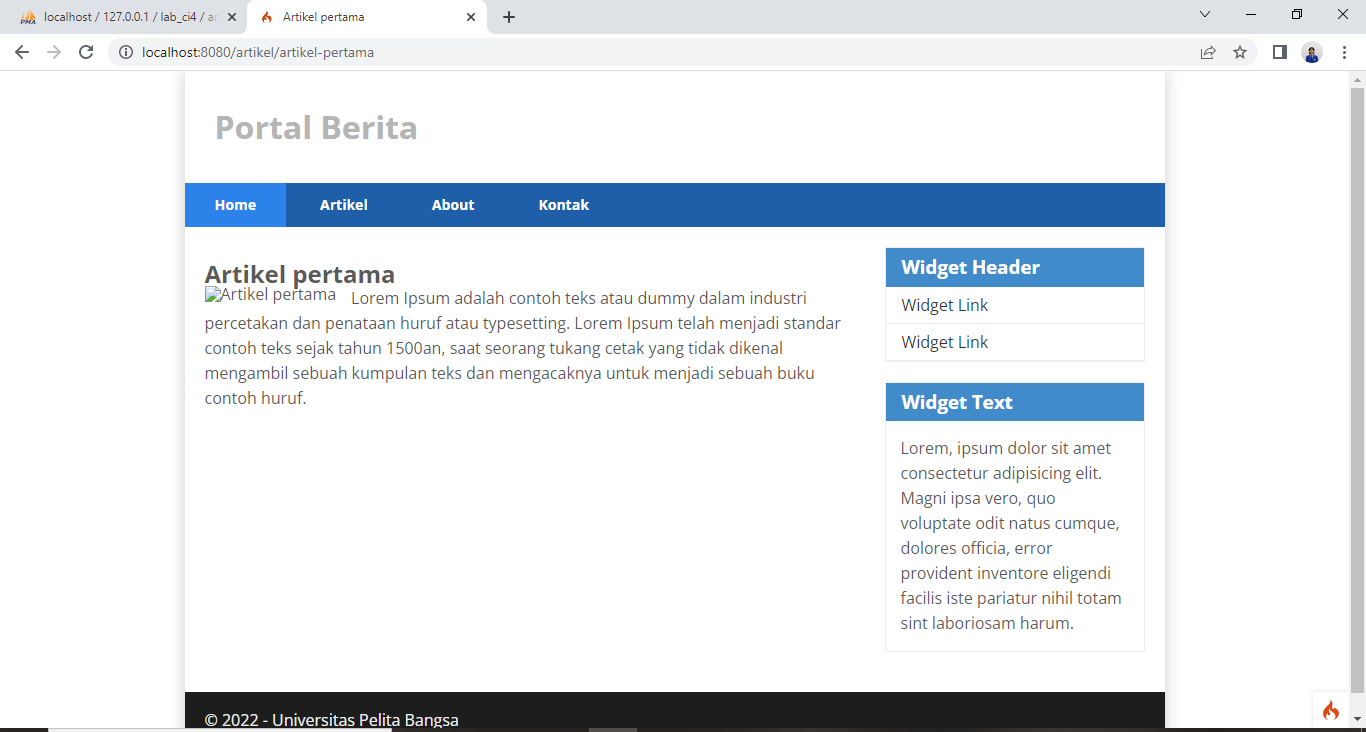 PMA localhost / 127.0.0.1 / lab_ci4 / ar
Artikel pertama
localhost:8080/artikel/artikel-pertama
Portal Berita
Home Artikel About Kontak
Artikel pertama
Artikel pertama Lorem Ipsum adalah contoh teks atau dummy dalam industri
percetakan dan penataan huruf atau typesetting. Lorem Ipsum telah menjadi standar
contoh teks sejak tahun 1500an, saat seorang tukang cetak yang tidak dikenal
mengambil sebuah kumpulan teks dan mengacaknya untuk menjadi sebuah buku
contoh huruf.
Widget Header
Widget Link
Widget Link
Widget Text
Lorem, ipsum dolor sit amet
consectetur adipisicing elit.
Magni ipsa vero, quo
voluptate odit natus cumque,
dolores officia, error
provident inventore eligendi
facilis iste pariatur nihil totam
sint laboriosam harum.
© 2022 - Universitas Pelita Bangsa